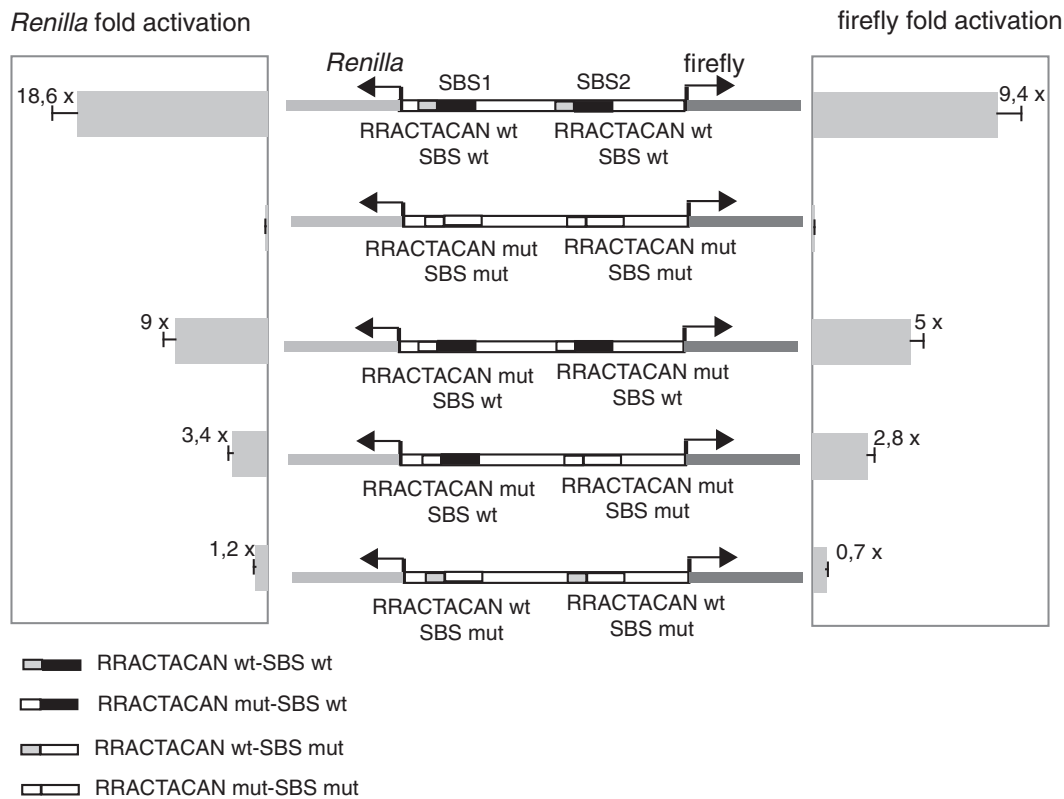 Renilla fold activation
firefly fold activation
Renilla
SBS1
SBS2
firefly
18,6 x
9,4 x
RRACTACAN wt
SBS wt
RRACTACAN wt
SBS wt
RRACTACAN mut
SBS mut
RRACTACAN mut
SBS mut
9 x
5 x
RRACTACAN mut
SBS wt
RRACTACAN mut
SBS wt
3,4 x
2,8 x
RRACTACAN mut
SBS wt
RRACTACAN mut
SBS mut
1,2 x
0,7 x
RRACTACAN wt
SBS mut
RRACTACAN wt
SBS mut
RRACTACAN wt-SBS wt
RRACTACAN mut-SBS wt
RRACTACAN wt-SBS mut
RRACTACAN mut-SBS mut